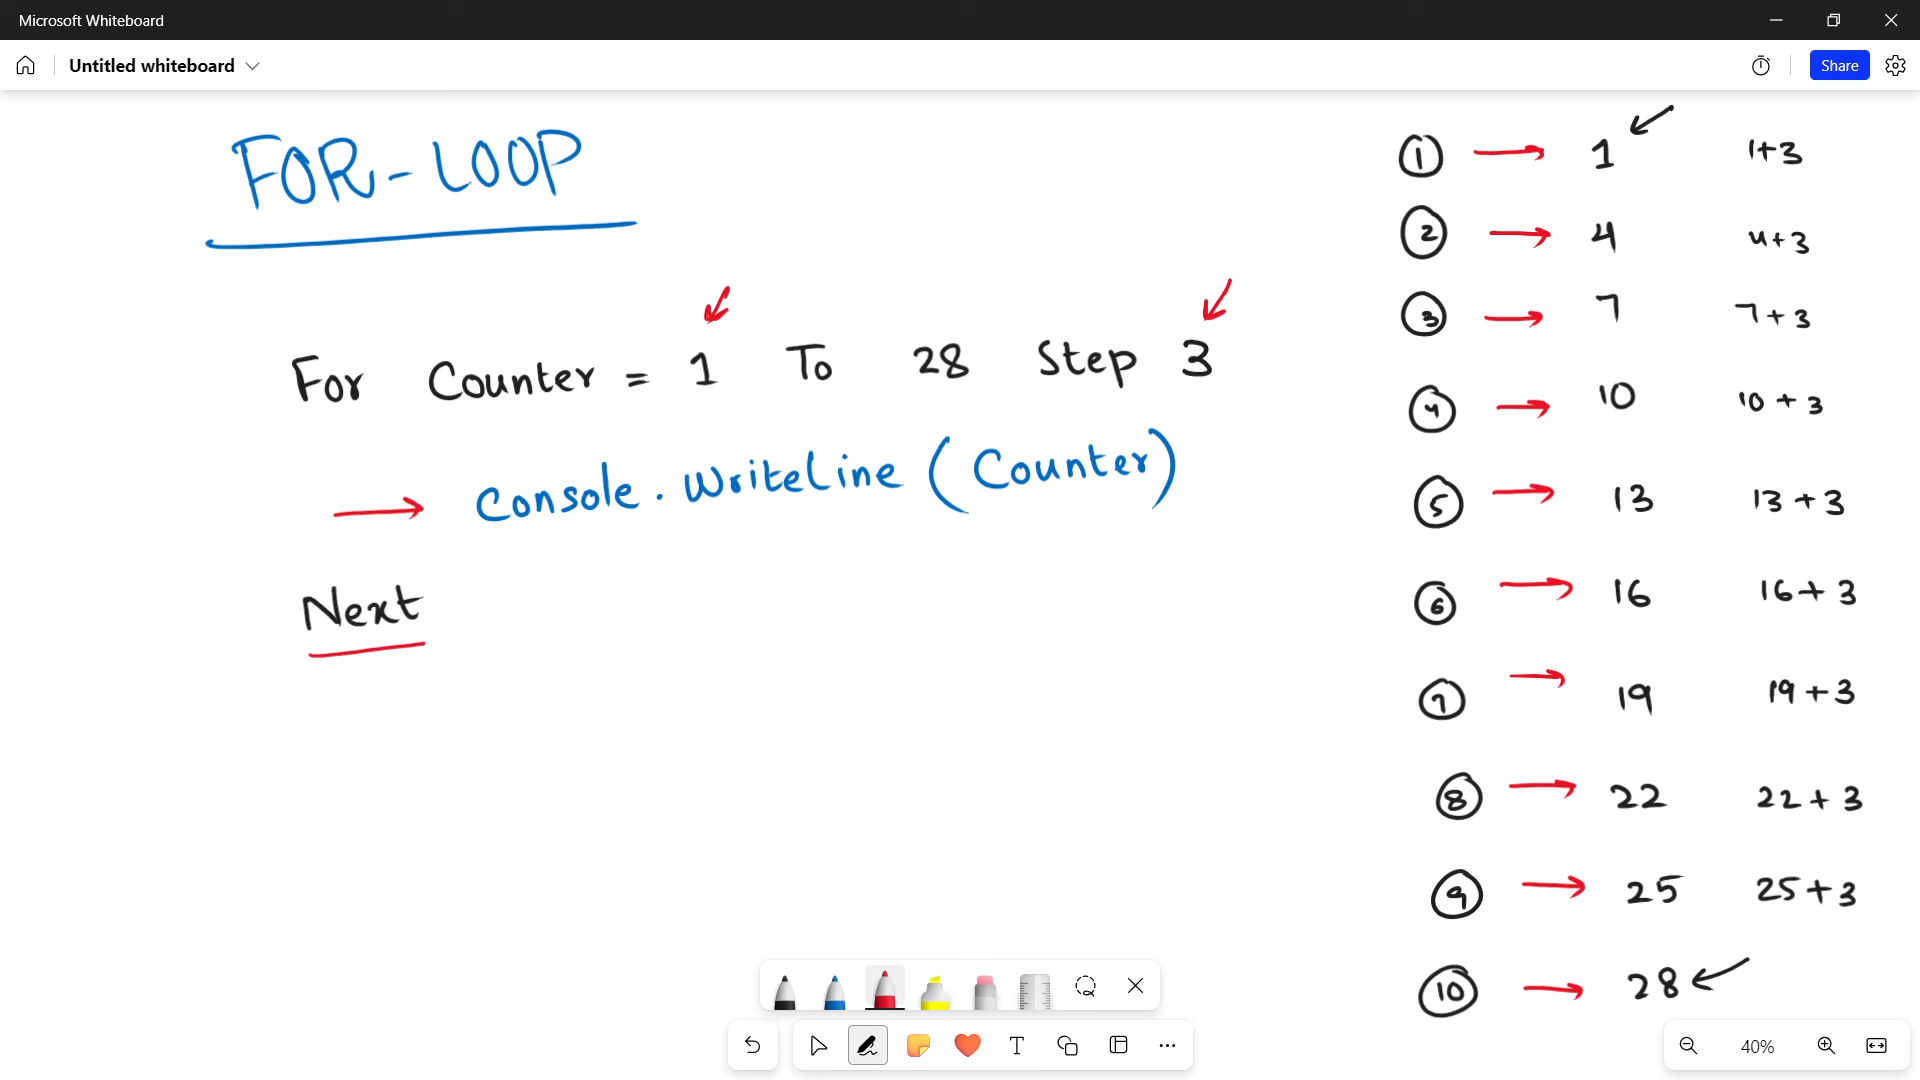 Microsoft Whiteboard
Untitled whiteboard
Share
FOR-LOOP
For Counter = 1 To 28 Step 3
Console.WriteLine (Counter)
Next
1 → 1 1+3
2 → 4 4+3
3 → 7 7+3
4 → 10 10+3
5 → 13 13+3
6 → 16 16+3
7 → 19 19+3
8 → 22 22+3
9 → 25 25+3
10 → 28
40%